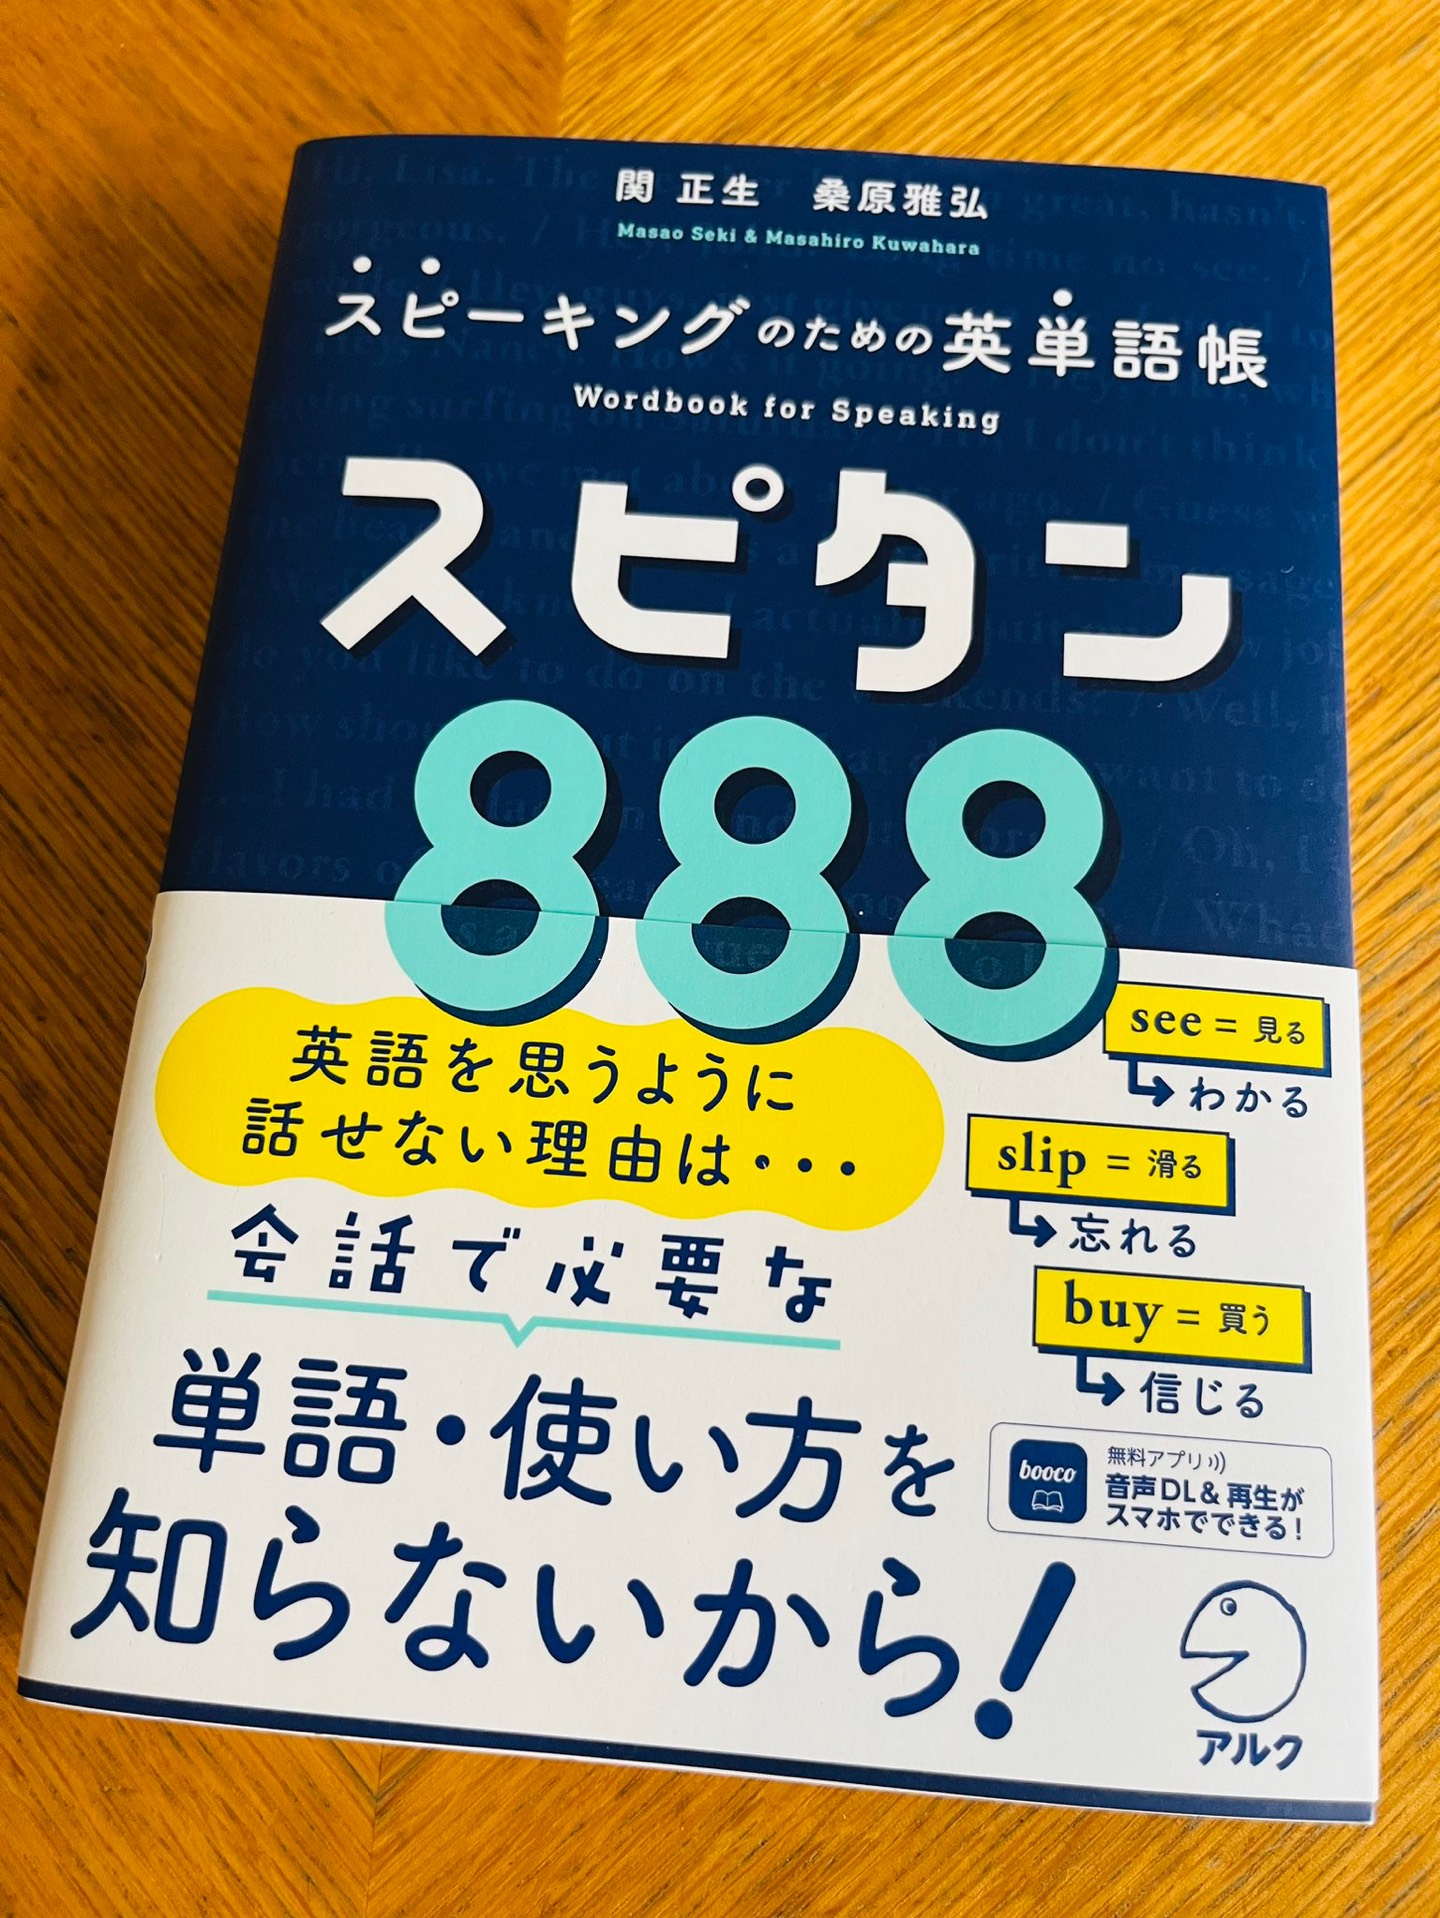 関 正生　桑原雅弘
Masao Seki & Masahiro Kuwahara
スピーキングのための英単語帳
Wordbook for Speaking
スピタン
888
英語を思うように
話せない理由は・・・
会話で必要な
単語・使い方を
知らないから！
see = 見る
わかる
slip = 滑る
忘れる
buy = 買う
信じる
booco
無料アプリ
音声DL&再生が
スマホでできる！
アルク